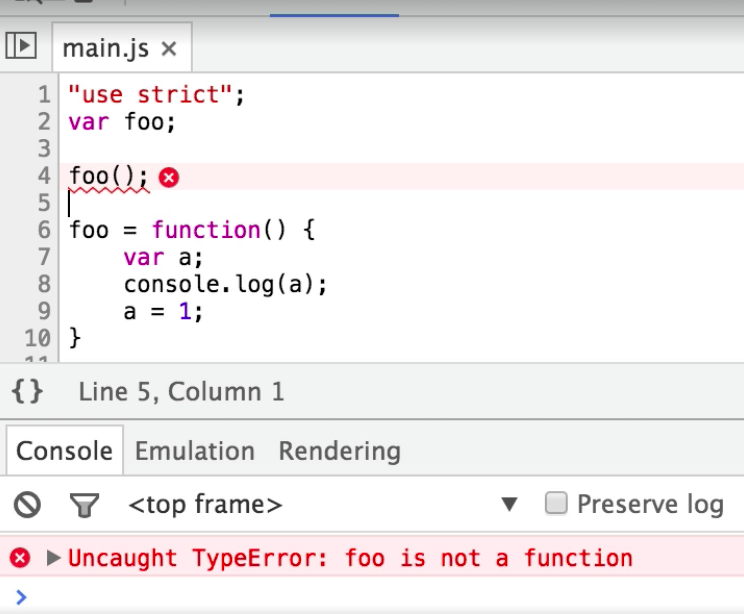 main.js ×
1 "use strict";
2 var foo;
3
4 foo();
5
6 foo = function() {
7 var a;
8 console.log(a);
9 a = 1;
10 }
11
{} Line 5, Column 1
Console Emulation Rendering
<top frame> ▼ Preserve log
Uncaught TypeError: foo is not a function
>